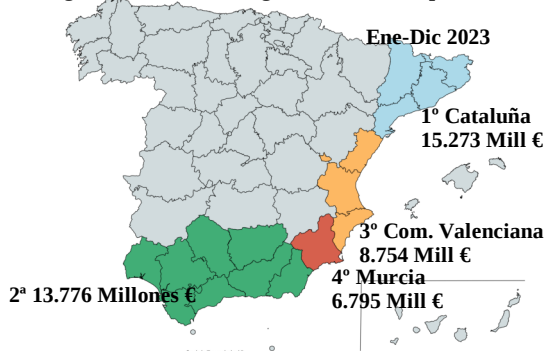 Ene-Dic 2023
1º Cataluña
15.273 Mill €
3º Com. Valenciana
8.754 Mill €
4º Murcia
6.795 Mill €
2ª 13.776 Millones €